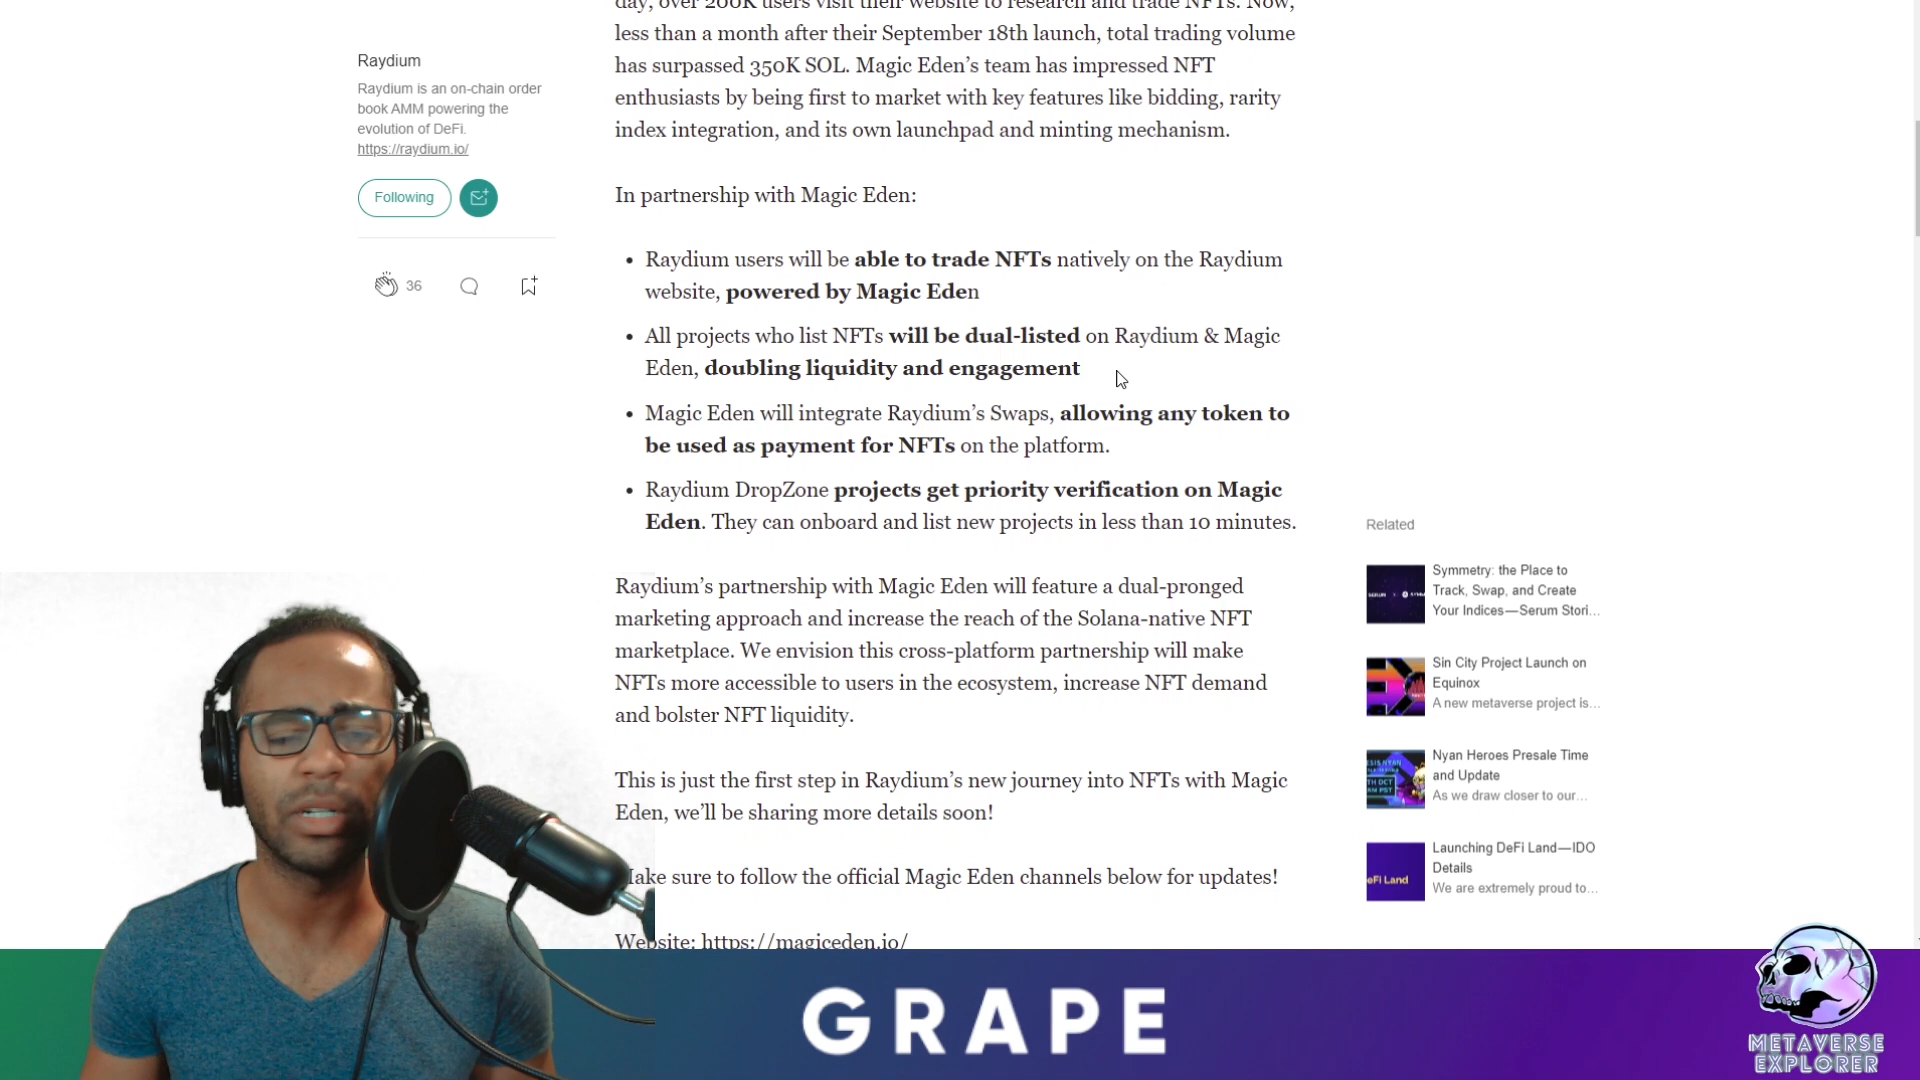 day, over 200K users visit their website to research and trade NFTs. Now,
less than a month after their September 18th launch, total trading volume
has surpassed 350K SOL. Magic Eden's team has impressed NFT
enthusiasts by being first to market with key features like bidding, rarity
index integration, and its own launchpad and minting mechanism.
In partnership with Magic Eden:
• Raydium users will be able to trade NFTs natively on the Raydium
website, powered by Magic Eden
• All projects who list NFTs will be dual-listed on Raydium & Magic
Eden, doubling liquidity and engagement
• Magic Eden will integrate Raydium's Swaps, allowing any token to
be used as payment for NFTs on the platform.
• Raydium DropZone projects get priority verification on Magic
Eden. They can onboard and list new projects in less than 10 minutes.
Raydium's partnership with Magic Eden will feature a dual-pronged
marketing approach and increase the reach of the Solana-native NFT
marketplace. We envision this cross-platform partnership will make
NFTs more accessible to users in the ecosystem, increase NFT demand
and bolster NFT liquidity.
This is just the first step in Raydium's new journey into NFTs with Magic
Eden, we'll be sharing more details soon!
Make sure to follow the official Magic Eden channels below for updates!
Website: https://magiceden.io/
Raydium
Raydium is an on-chain order
book AMM powering the
evolution of DeFi.
https://raydium.io/
Following
36
Related
Symmetry: the Place to
Track, Swap, and Create
Your Indices—Serum Stori...
Sin City Project Launch on
Equinox
A new metaverse project is...
Nyan Heroes Presale Time
and Update
As we draw closer to our...
Launching DeFi Land—IDO
Details
We are extremely proud to...
eFi Land
GRAPE
METAVERSE
EXPLORER